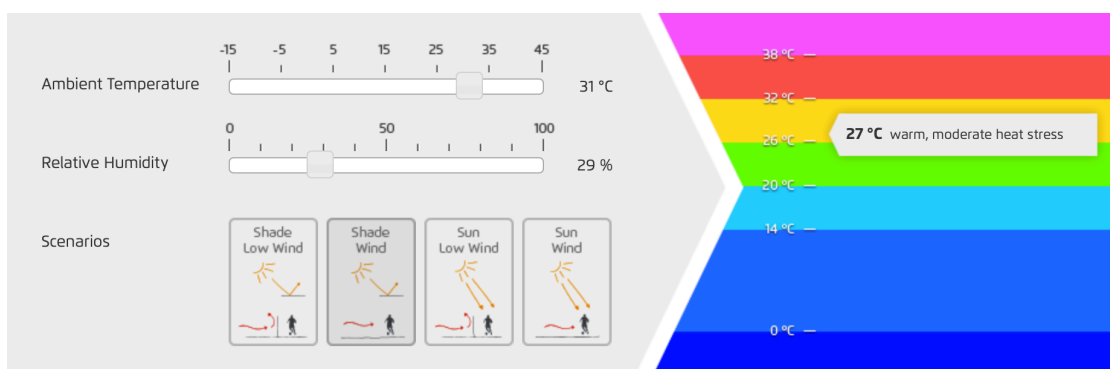 -15 -5 5 15 25 35 45
Ambient Temperature
31 °C
0 50 100
Relative Humidity
29 %
Scenarios
Shade
Low Wind
Shade
Wind
Sun
Low Wind
Sun
Wind
38 °C
32 °C
27 °C warm, moderate heat stress
26 °C
20 °C
14 °C
0 °C